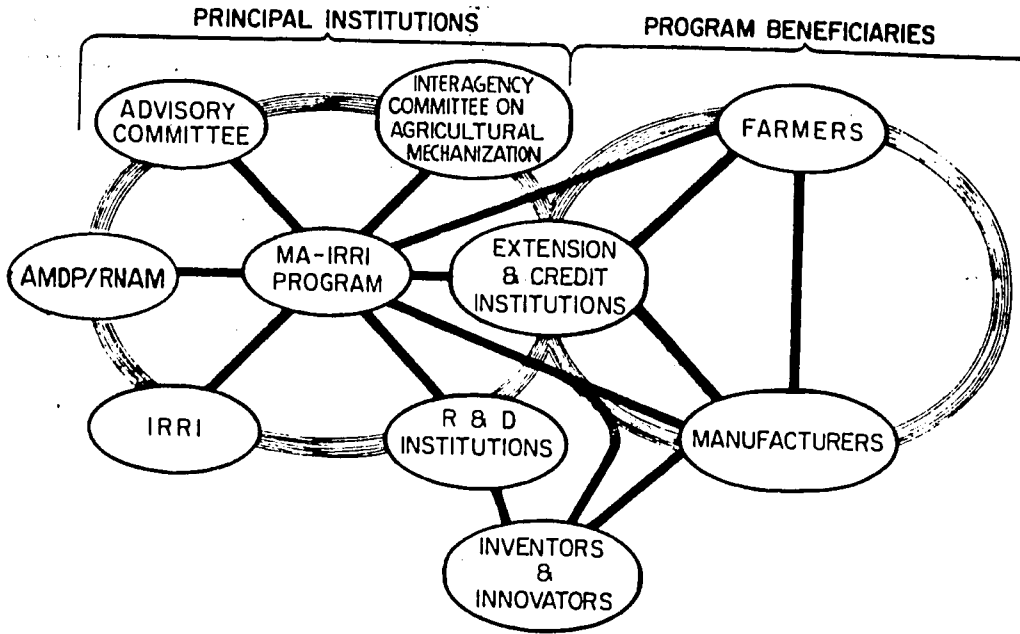 PRINCIPAL INSTITUTIONS
PROGRAM BENEFICIARIES
ADVISORY
COMMITTEE
INTERAGENCY
COMMITTEE ON
AGRICULTURAL
MECHANIZATION
FARMERS
AMDP/RNAM
MA-IRRI
PROGRAM
EXTENSION
& CREDIT
INSTITUTIONS
IRRI
R & D
INSTITUTIONS
MANUFACTURERS
INVENTORS
&
INNOVATORS